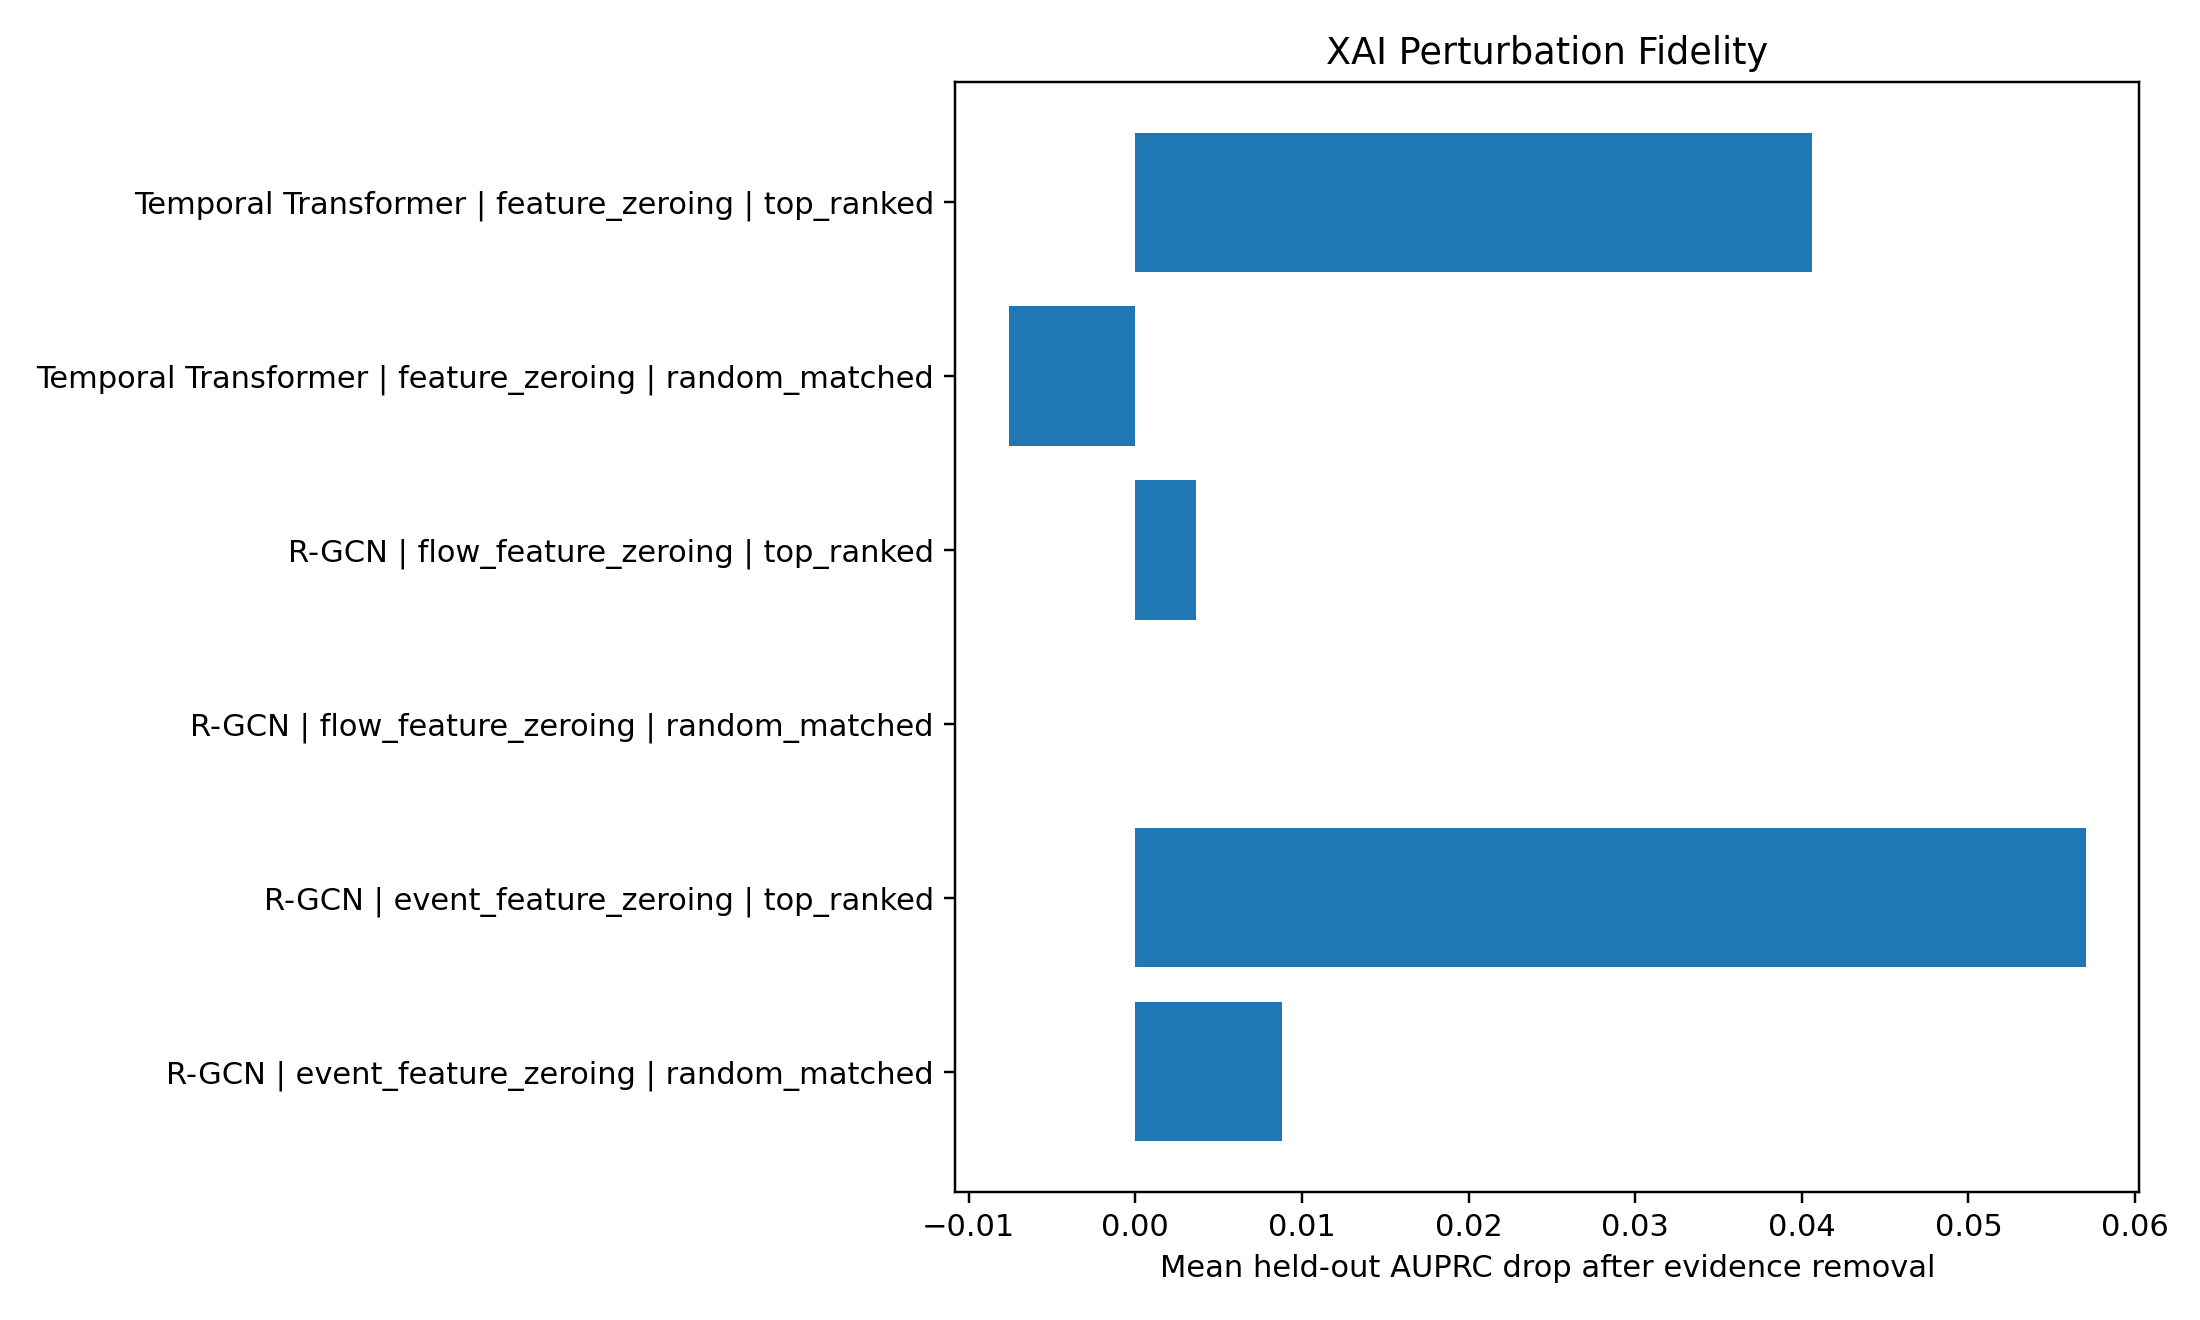 XAI Perturbation Fidelity
Temporal Transformer | feature_zeroing | top_ranked
Temporal Transformer | feature_zeroing | random_matched
R-GCN | flow_feature_zeroing | top_ranked
R-GCN | flow_feature_zeroing | random_matched
R-GCN | event_feature_zeroing | top_ranked
R-GCN | event_feature_zeroing | random_matched
−0.01 0.00 0.01 0.02 0.03 0.04 0.05 0.06
Mean held-out AUPRC drop after evidence removal